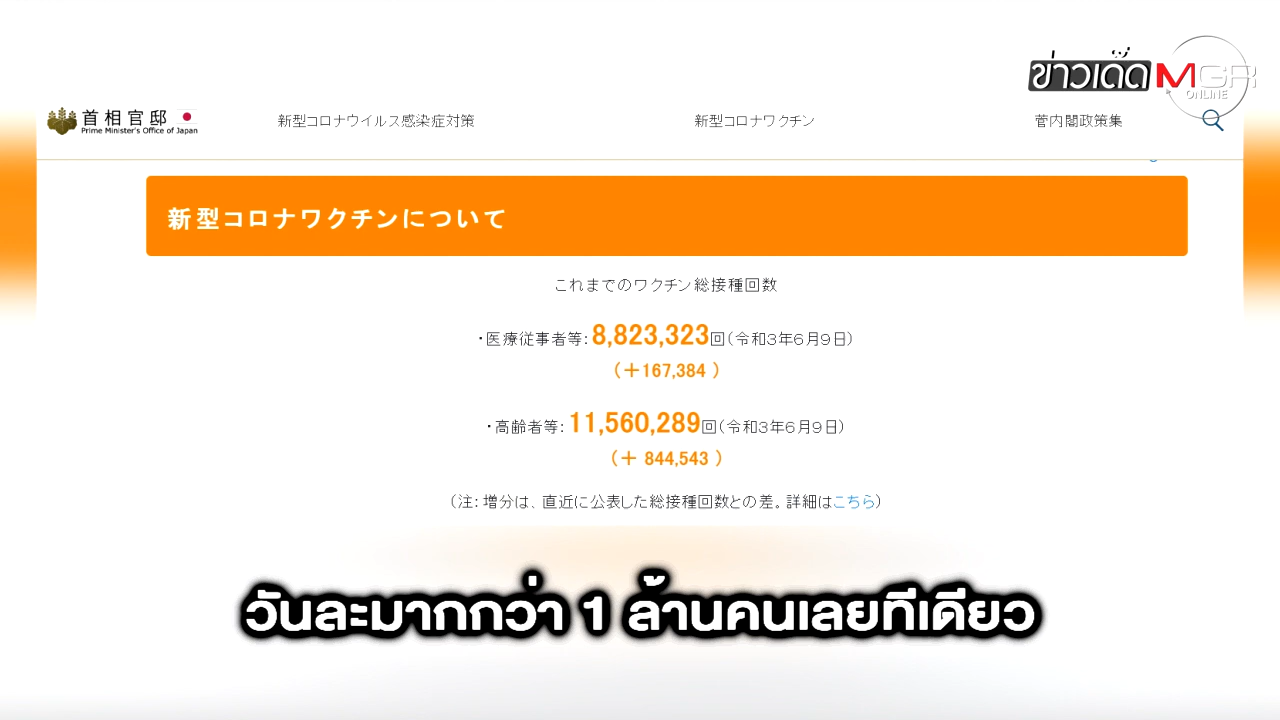 ข่าวเด็ด MGR ONLINE
首相官邸
Prime Minister's Office of Japan
新型コロナウイルス感染症対策
新型コロナワクチン
菅内閣政策集
新型コロナワクチンについて
これまでのワクチン総接種回数
・医療従事者等：8,823,323回（令和3年6月9日）
（＋167,384 ）
・高齢者等：11,560,289回（令和3年6月9日）
（＋ 844,543 ）
（注：増分は、直近に公表した総接種回数との差。詳細はこちら）
วันละมากกว่า 1 ล้านคนเลยทีเดียว